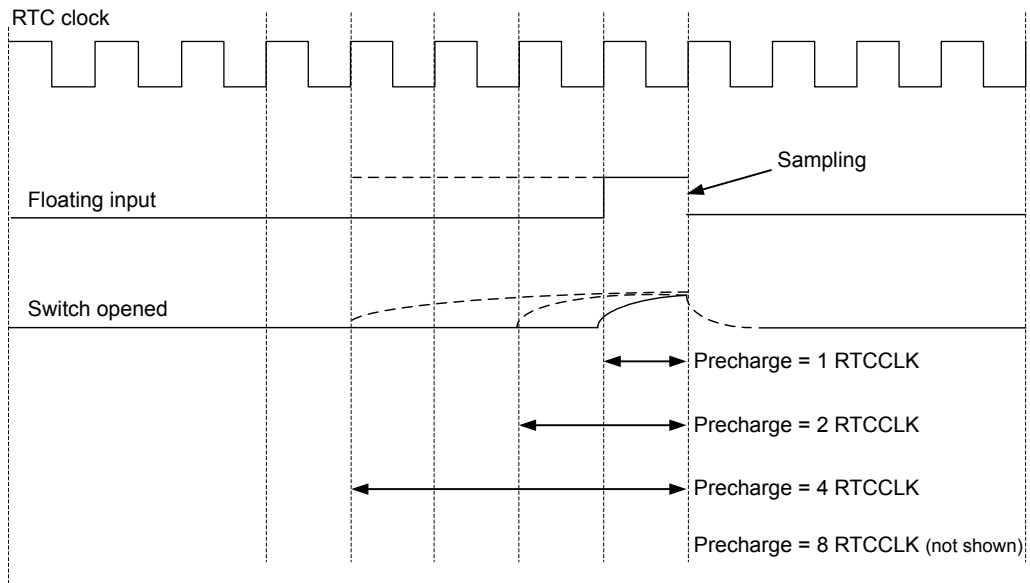 RTC clock
Sampling
Floating input
Switch opened
Precharge = 1 RTCCLK
Precharge = 2 RTCCLK
Precharge = 4 RTCCLK
Precharge = 8 RTCCLK (not shown)